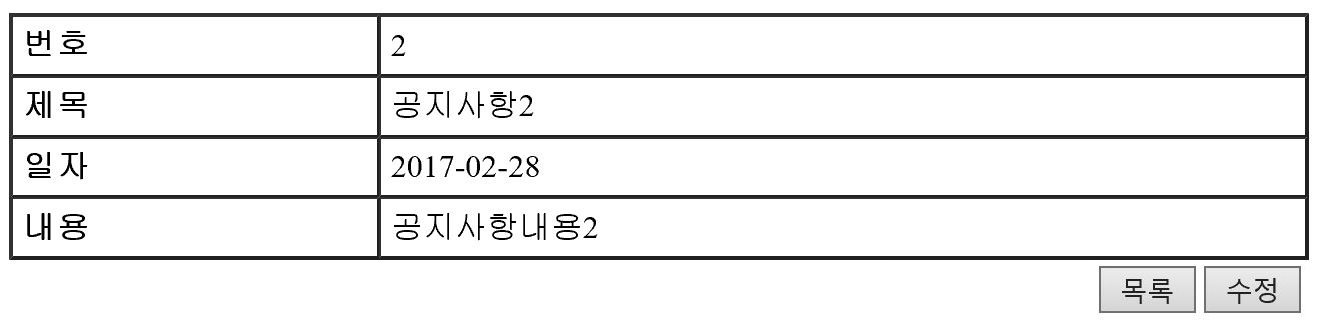 번호 2
제목 공지사항2
일자 2017-02-28
내용 공지사항내용2
목록 수정